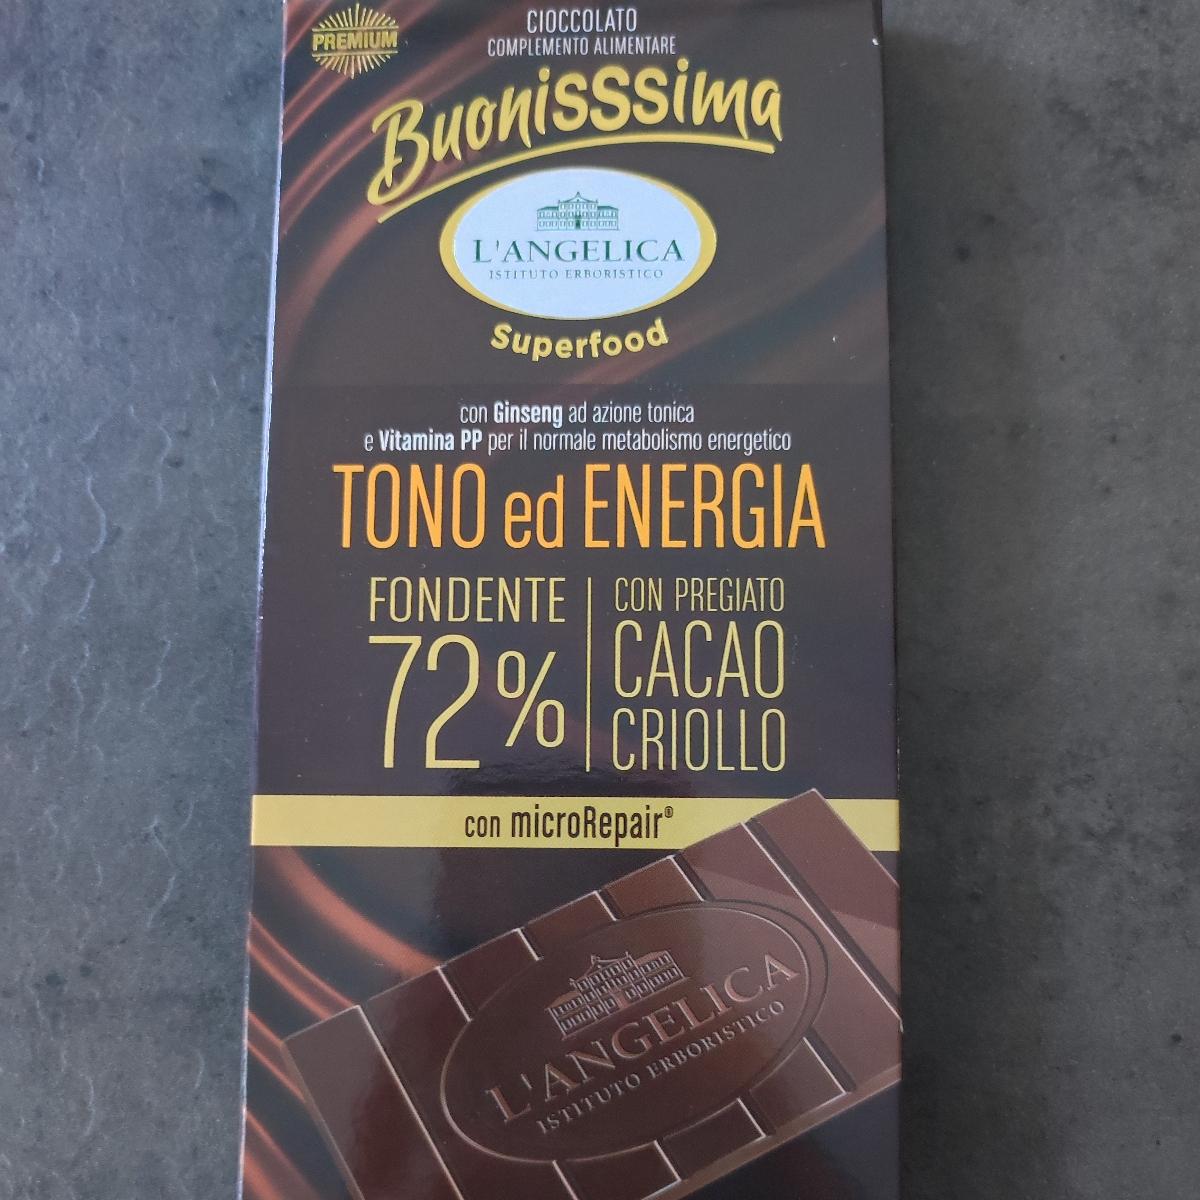 PREMIUM
CIOCCOLATO
COMPLEMENTO ALIMENTARE
BuonisSSsima
L'ANGELICA
ISTITUTO ERBORISTICO
Superfood
con Ginseng ad azione tonica
e Vitamina PP per il normale metabolismo energetico
TONO ed ENERGIA
FONDENTE
72%
CON PREGIATO
CACAO
CRIOLLO
con microRepair®
L'ANGELICA
ISTITUTO ERBORISTICO